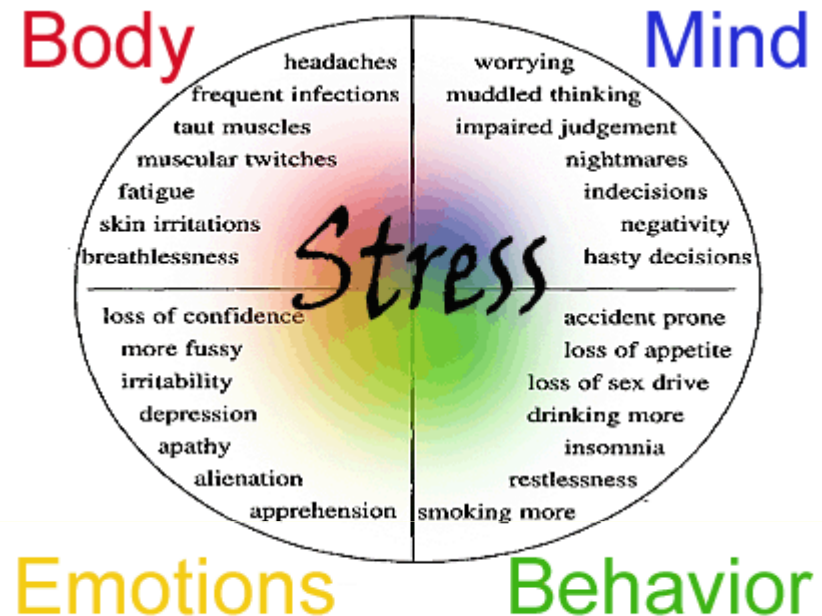 Body
headaches
frequent infections
taut muscles
muscular twitches
fatigue
skin irritations
breathlessness
Mind
worrying
muddled thinking
impaired judgement
nightmares
indecisions
negativity
hasty decisions
Stress
loss of confidence
more fussy
irritability
depression
apathy
alienation
apprehension
Emotions
accident prone
loss of appetite
loss of sex drive
drinking more
insomnia
restlessness
smoking more
Behavior